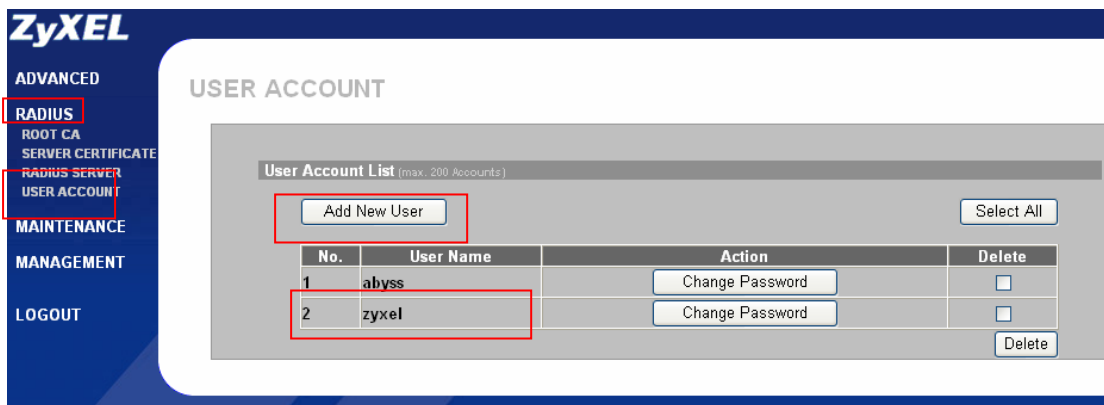 ZyXEL
ADVANCED
RADIUS
ROOT CA
SERVER CERTIFICATE
RADIUS SERVER
USER ACCOUNT
MAINTENANCE
MANAGEMENT
LOGOUT
USER ACCOUNT
User Account List (max. 200 Accounts)
Add New User
Select All
No. User Name Action Delete
1 abyss Change Password
2 zyxel Change Password
Delete